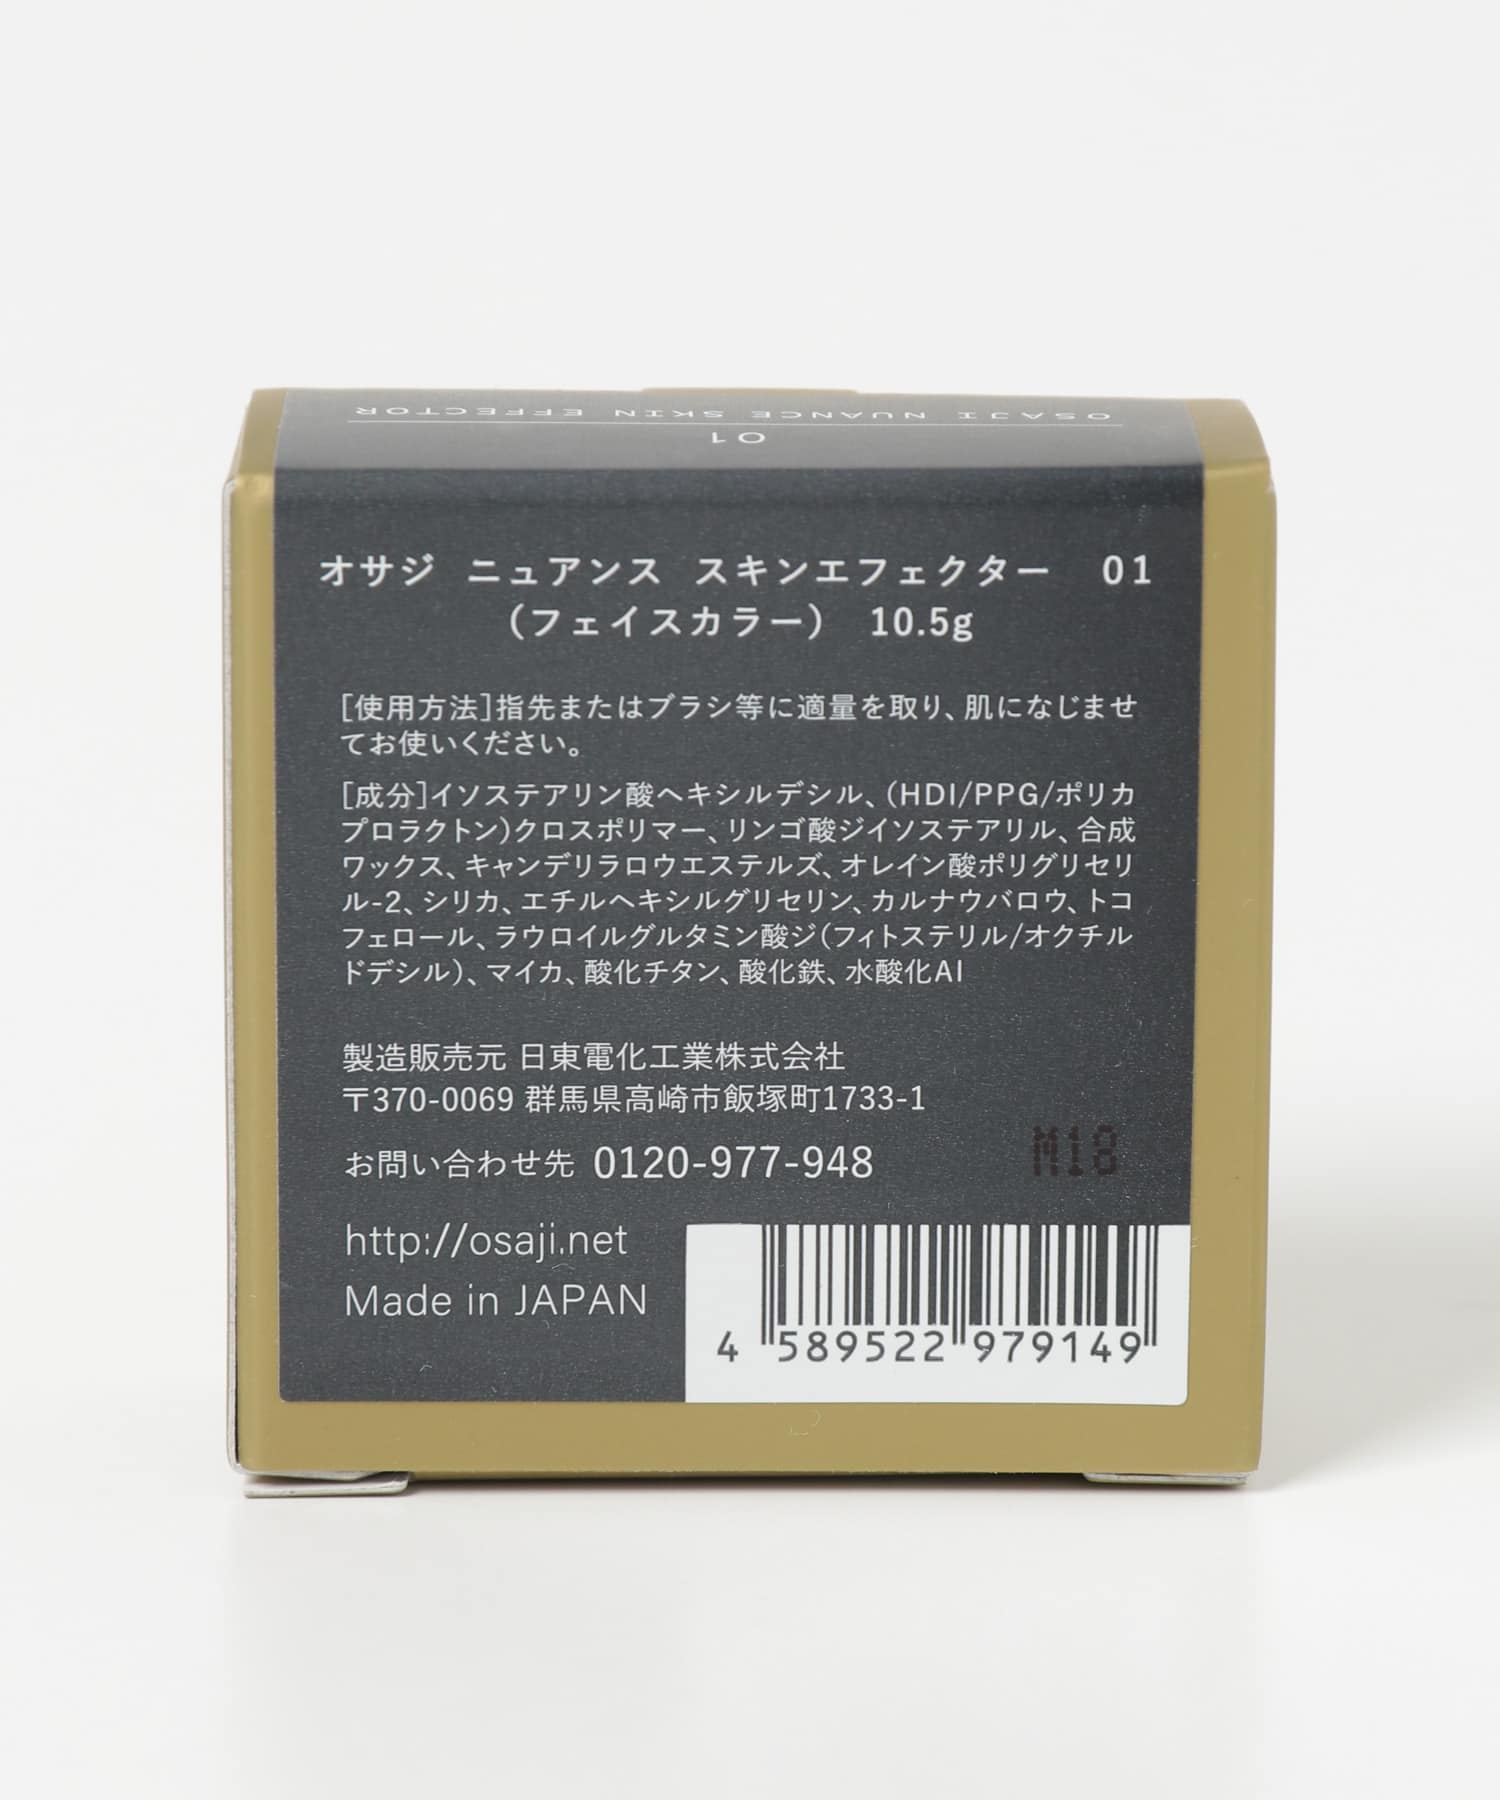 OSAJI NUANCE SKIN EFFECTOR
01
オサジ ニュアンス スキンエフェクター 01
（フェイスカラー） 10.5g
[使用方法]指先またはブラシ等に適量を取り、肌になじませ
てお使いください。
[成分]イソステアリン酸ヘキシルデシル、（HDI/PPG/ポリカ
プロラクトン）クロスポリマー、リンゴ酸ジイソステアリル、合成
ワックス、キャンデリラロウエステルズ、オレイン酸ポリグリセリ
ル-2、シリカ、エチルヘキシルグリセリン、カルナウバロウ、トコ
フェロール、ラウロイルグルタミン酸ジ（フィトステリル/オクチル
ドデシル）、マイカ、酸化チタン、酸化鉄、水酸化Al
製造販売元 日東電化工業株式会社
〒370-0069 群馬県高崎市飯塚町1733-1
M18
お問い合わせ先 0120-977-948
http://osaji.net
Made in JAPAN
4 589522 979149